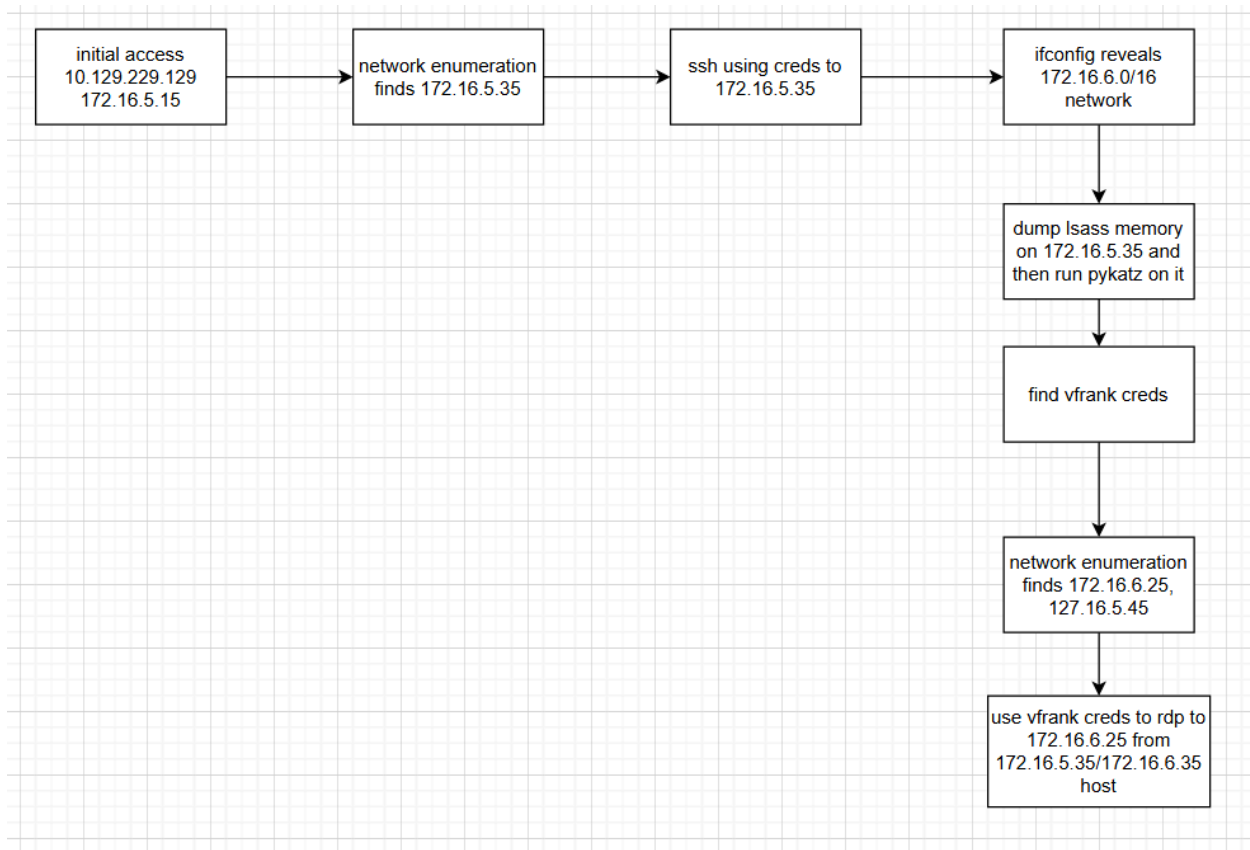 initial access
10.129.229.129
172.16.5.15
network enumeration
finds 172.16.5.35
ssh using creds to
172.16.5.35
ifconfig reveals
172.16.6.0/16
network
dump lsass memory
on 172.16.5.35 and
then run pykatz on it
find vfrank creds
network enumeration
finds 172.16.6.25,
127.16.5.45
use vfrank creds to rdp to
172.16.6.25 from
172.16.5.35/172.16.6.35
host